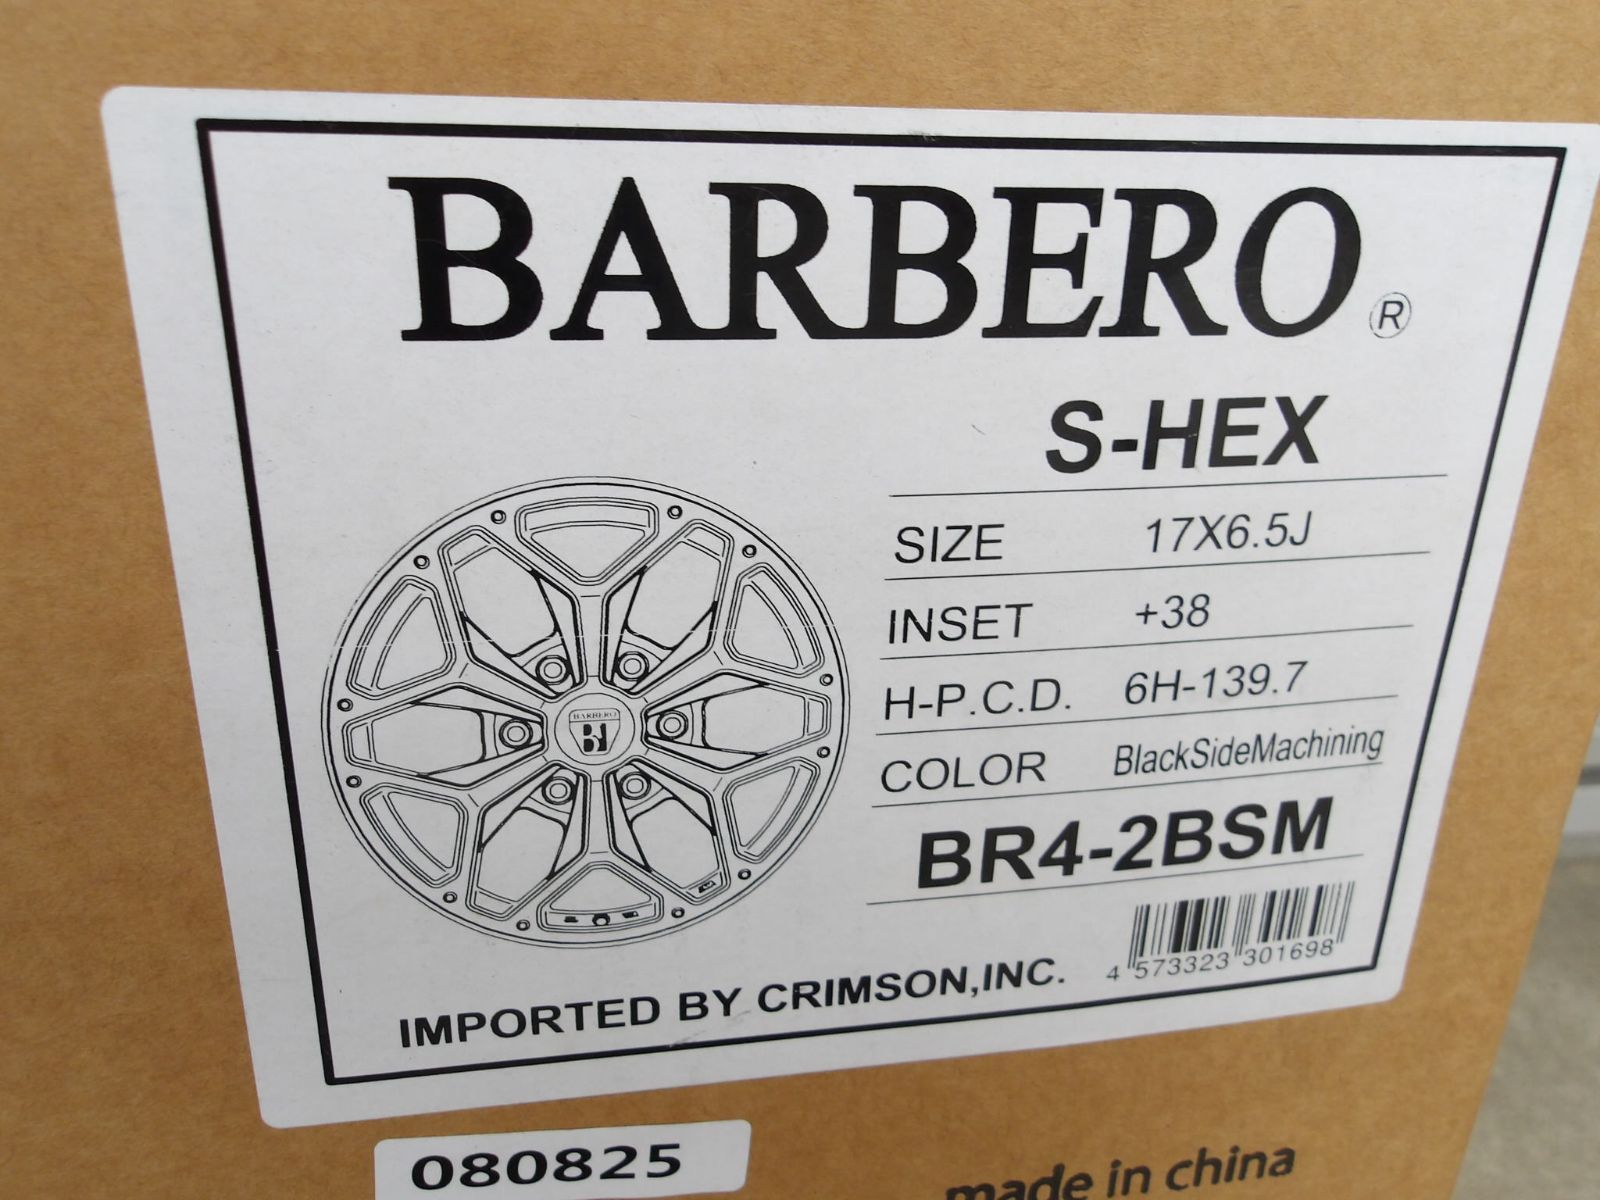 BARBERO®
S-HEX
SIZE 17X6.5J
INSET +38
H-P.C.D. 6H-139.7
COLOR BlackSideMachining
BR4-2BSM
BARBERO
4 573323 301698
IMPORTED BY CRIMSON,INC.
080825
made in china